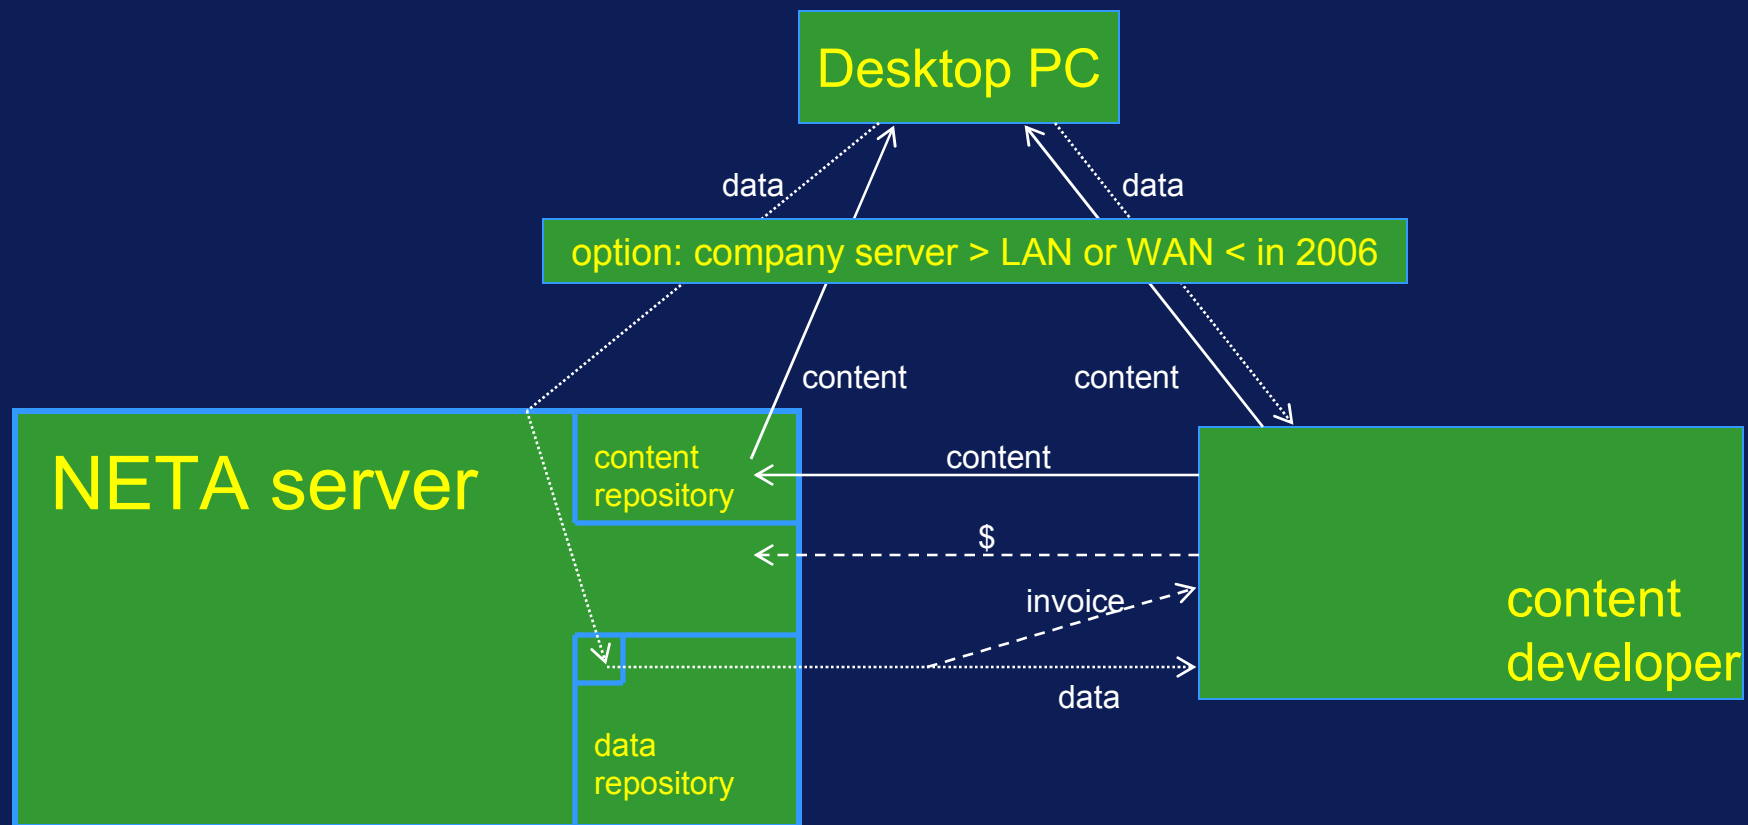 Desktop PC
data
data
option: company server > LAN or WAN < in 2006
content
content
NETA server
content
repository
content
$
invoice
content
developer
data
data
repository